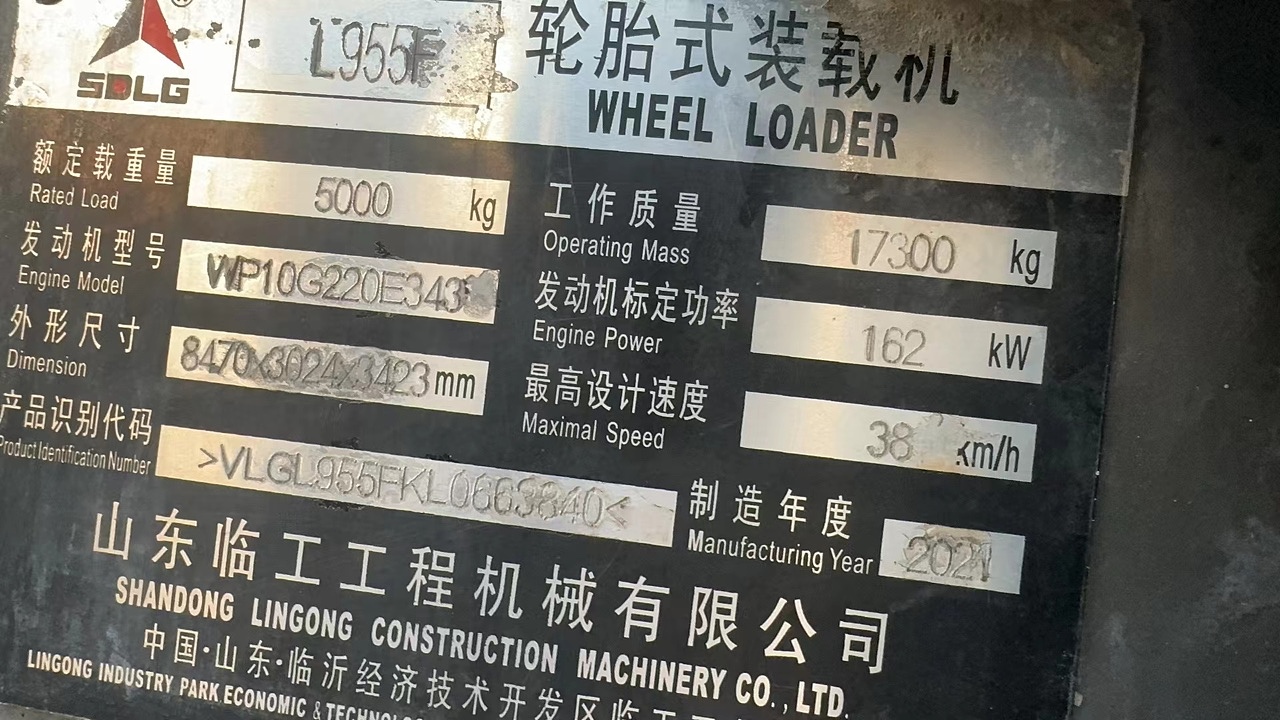 SDLG ®
L955F
轮胎式装载机
WHEEL LOADER
额定载重量
Rated Load
5000 kg
工作质量
Operating Mass
17300 kg
发动机型号
Engine Model
WP10G220E343
发动机标定功率
Engine Power
162 kW
外形尺寸
Dimension
8470x3024x3423 mm
最高设计速度
Maximal Speed
38 km/h
产品识别代码
Product Identification Number
>VLGL955FKL0663840<
制造年度
Manufacturing Year
2021
山东临工工程机械有限公司
SHANDONG LINGONG CONSTRUCTION MACHINERY CO., LTD.
中国·山东·临沂经济技术开发区临工
LINGONG INDUSTRY PARK ECONOMIC &